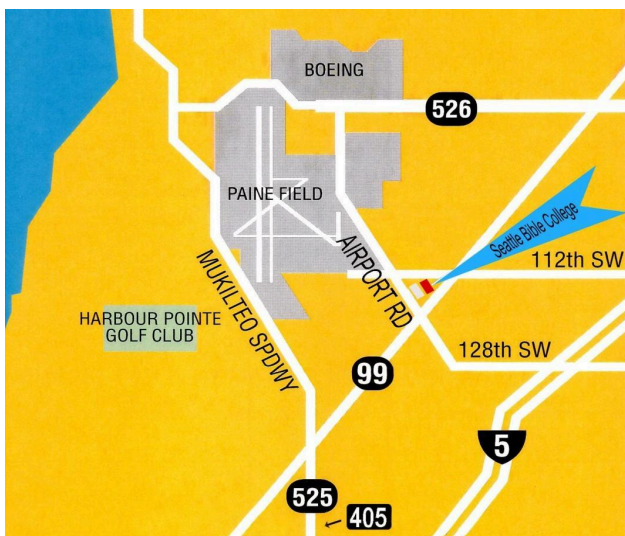 BOEING
526
PAINE FIELD
Seattle Bible College
112th SW
AIRPORT RD
MUKILTEO SPDWY
HARBOUR POINTE
GOLF CLUB
128th SW
99
5
525
405